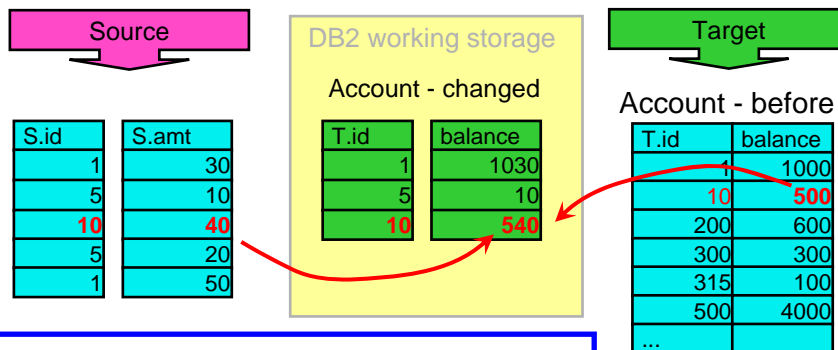 Source
DB2 working storage
Target
Account - changed
Account - before
S.id S.amt
1 30
5 10
10 40
5 20
1 50
T.id balance
1 1030
5 10
10 540
T.id balance
1 1000
10 500
200 600
300 300
315 100
500 4000
...